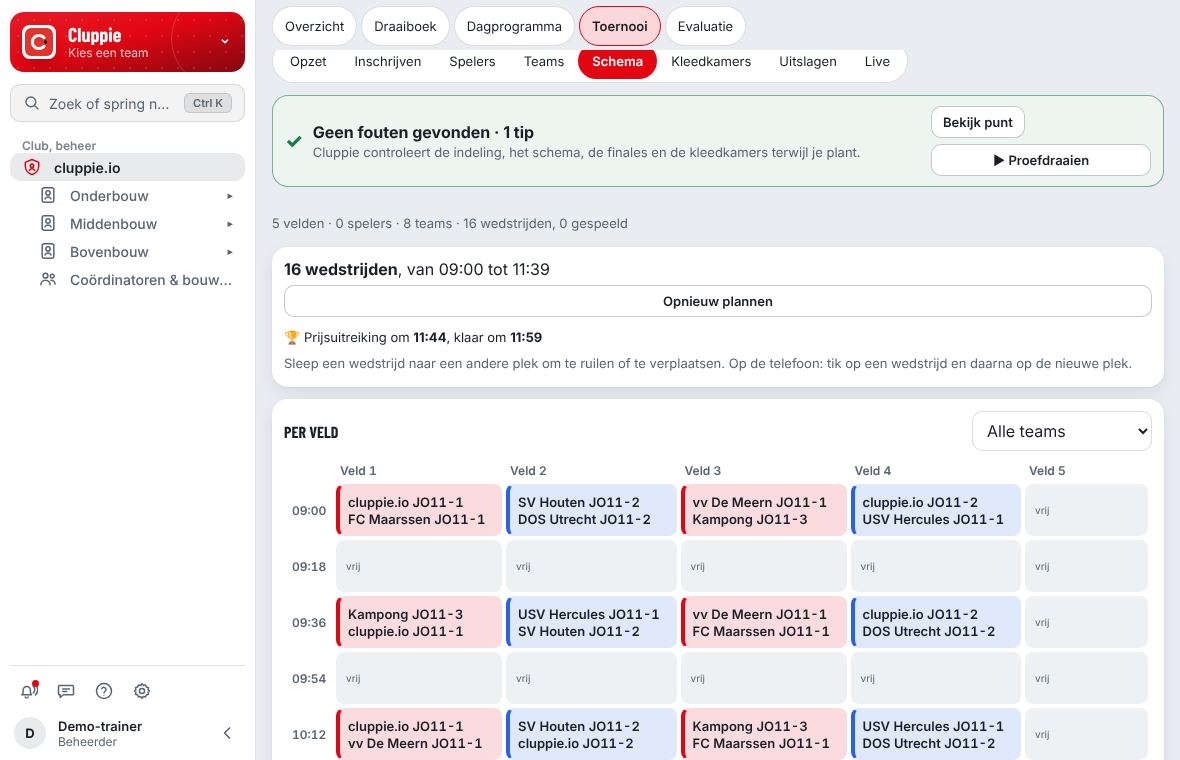 Cluppie
Kies een team
Zoek of spring n... Ctrl K
Club, beheer
cluppie.io
Onderbouw
Middenbouw
Bovenbouw
Coördinatoren & bouw...
D
Demo-trainer
Beheerder
Overzicht Draaiboek Dagprogramma Toernooi Evaluatie
Opzet Inschrijven Spelers Teams Schema Kleedkamers Uitslagen Live
Geen fouten gevonden · 1 tip
Cluppie controleert de indeling, het schema, de finales en de kleedkamers terwijl je plant.
Bekijk punt
▶ Proefdraaien
5 velden · 0 spelers · 8 teams · 16 wedstrijden, 0 gespeeld
16 wedstrijden, van 09:00 tot 11:39
Opnieuw plannen
🏆 Prijsuitreiking om 11:44, klaar om 11:59
Sleep een wedstrijd naar een andere plek om te ruilen of te verplaatsen. Op de telefoon: tik op een wedstrijd en daarna op de nieuwe plek.
PER VELD
Alle teams
Veld 1 Veld 2 Veld 3 Veld 4 Veld 5
09:00
cluppie.io JO11-1
FC Maarssen JO11-1
SV Houten JO11-2
DOS Utrecht JO11-2
vv De Meern JO11-1
Kampong JO11-3
cluppie.io JO11-2
USV Hercules JO11-1
vrij
09:18 vrij vrij vrij vrij vrij
09:36
Kampong JO11-3
cluppie.io JO11-1
USV Hercules JO11-1
SV Houten JO11-2
vv De Meern JO11-1
FC Maarssen JO11-1
cluppie.io JO11-2
DOS Utrecht JO11-2
vrij
09:54 vrij vrij vrij vrij vrij
10:12
cluppie.io JO11-1
vv De Meern JO11-1
SV Houten JO11-2
cluppie.io JO11-2
Kampong JO11-3
FC Maarssen JO11-1
USV Hercules JO11-1
DOS Utrecht JO11-2
vrij